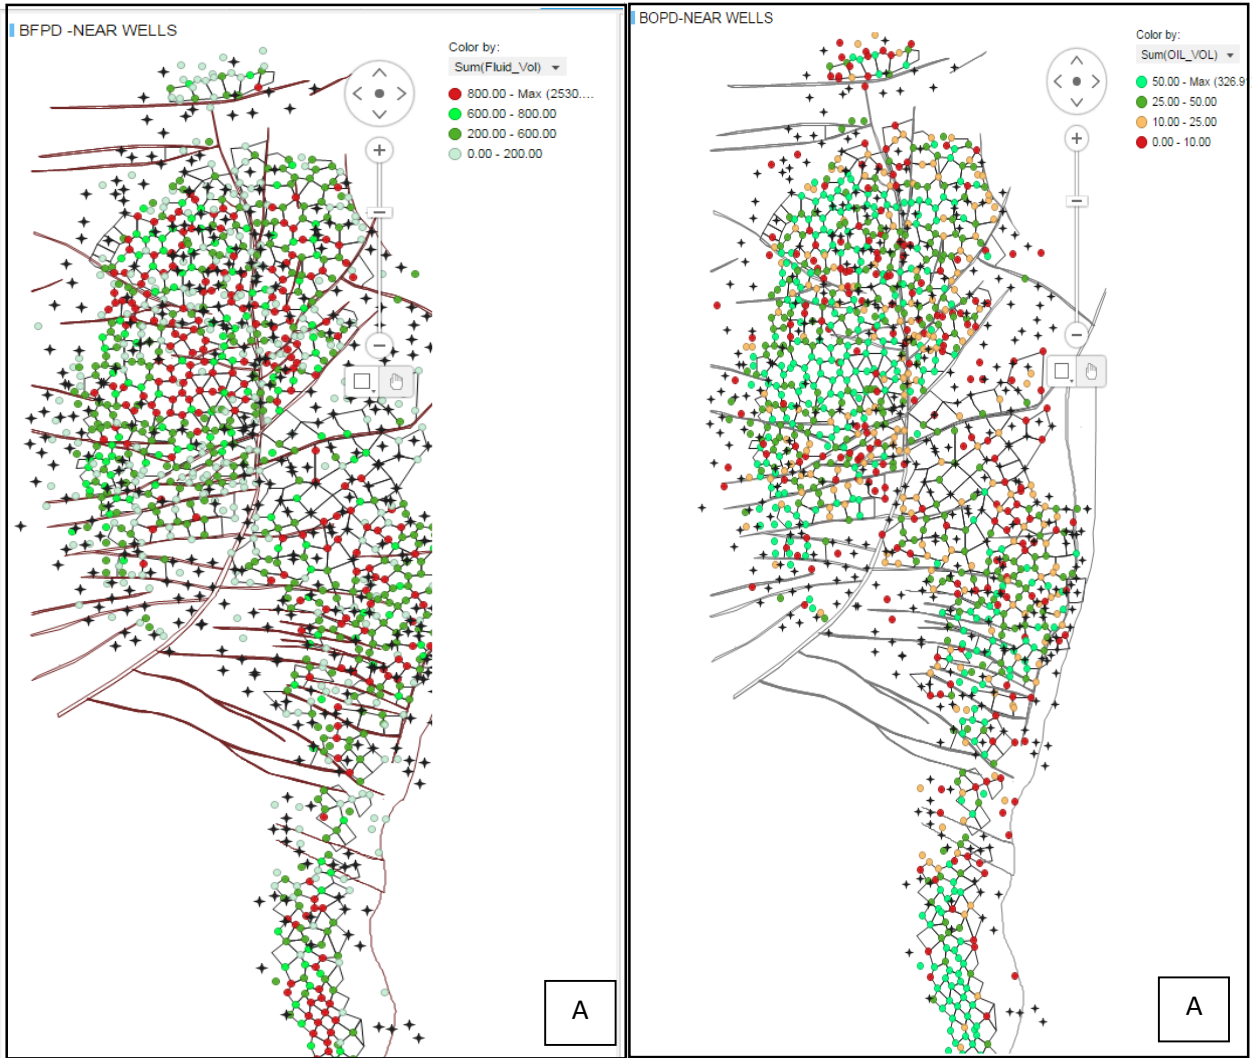 BFPD -NEAR WELLS
Color by:
Sum(Fluid_Vol)
800.00 - Max (2530....
600.00 - 800.00
200.00 - 600.00
0.00 - 200.00
A
BOPD-NEAR WELLS
Color by:
Sum(OIL_VOL)
50.00 - Max (326.9
25.00 - 50.00
10.00 - 25.00
0.00 - 10.00
A